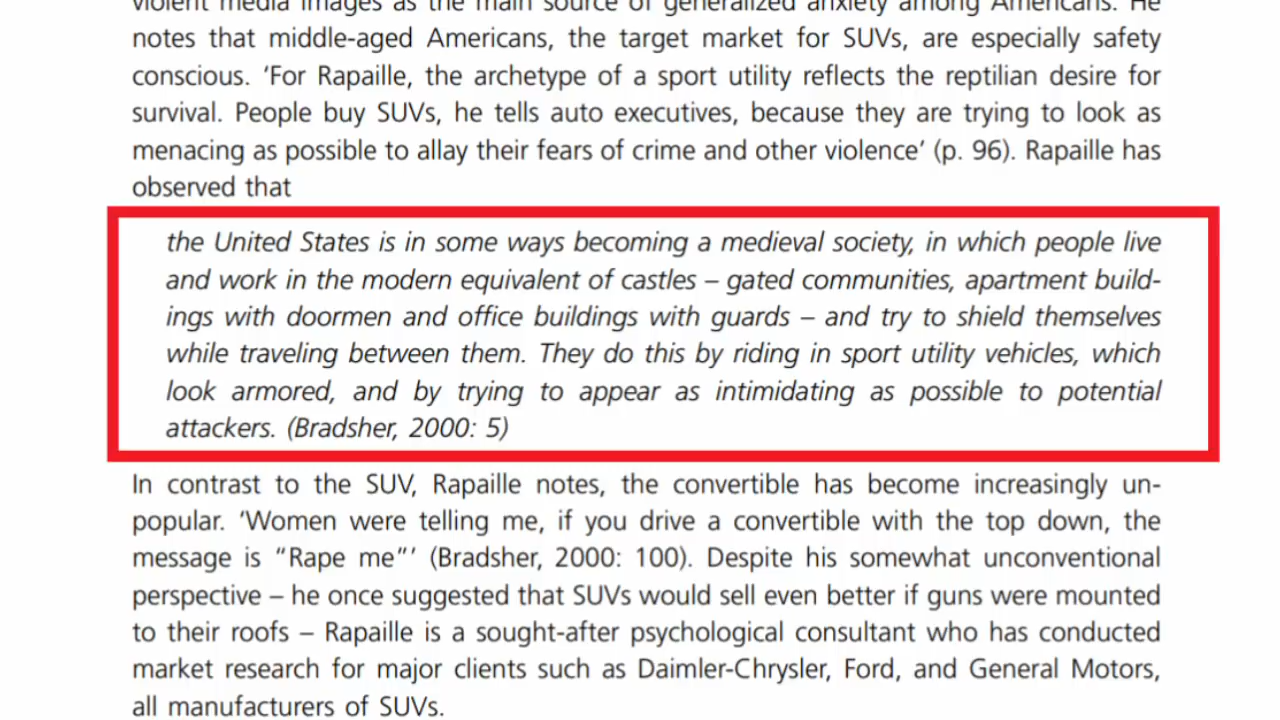 violent media images as the main source of generalized anxiety among Americans. He
notes that middle-aged Americans, the target market for SUVs, are especially safety
conscious. ‘For Rapaille, the archetype of a sport utility reflects the reptilian desire for
survival. People buy SUVs, he tells auto executives, because they are trying to look as
menacing as possible to allay their fears of crime and other violence’ (p. 96). Rapaille has
observed that
the United States is in some ways becoming a medieval society, in which people live
and work in the modern equivalent of castles – gated communities, apartment build-
ings with doormen and office buildings with guards – and try to shield themselves
while traveling between them. They do this by riding in sport utility vehicles, which
look armored, and by trying to appear as intimidating as possible to potential
attackers. (Bradsher, 2000: 5)
In contrast to the SUV, Rapaille notes, the convertible has become increasingly un-
popular. ‘Women were telling me, if you drive a convertible with the top down, the
message is “Rape me”’ (Bradsher, 2000: 100). Despite his somewhat unconventional
perspective – he once suggested that SUVs would sell even better if guns were mounted
to their roofs – Rapaille is a sought-after psychological consultant who has conducted
market research for major clients such as Daimler-Chrysler, Ford, and General Motors,
all manufacturers of SUVs.